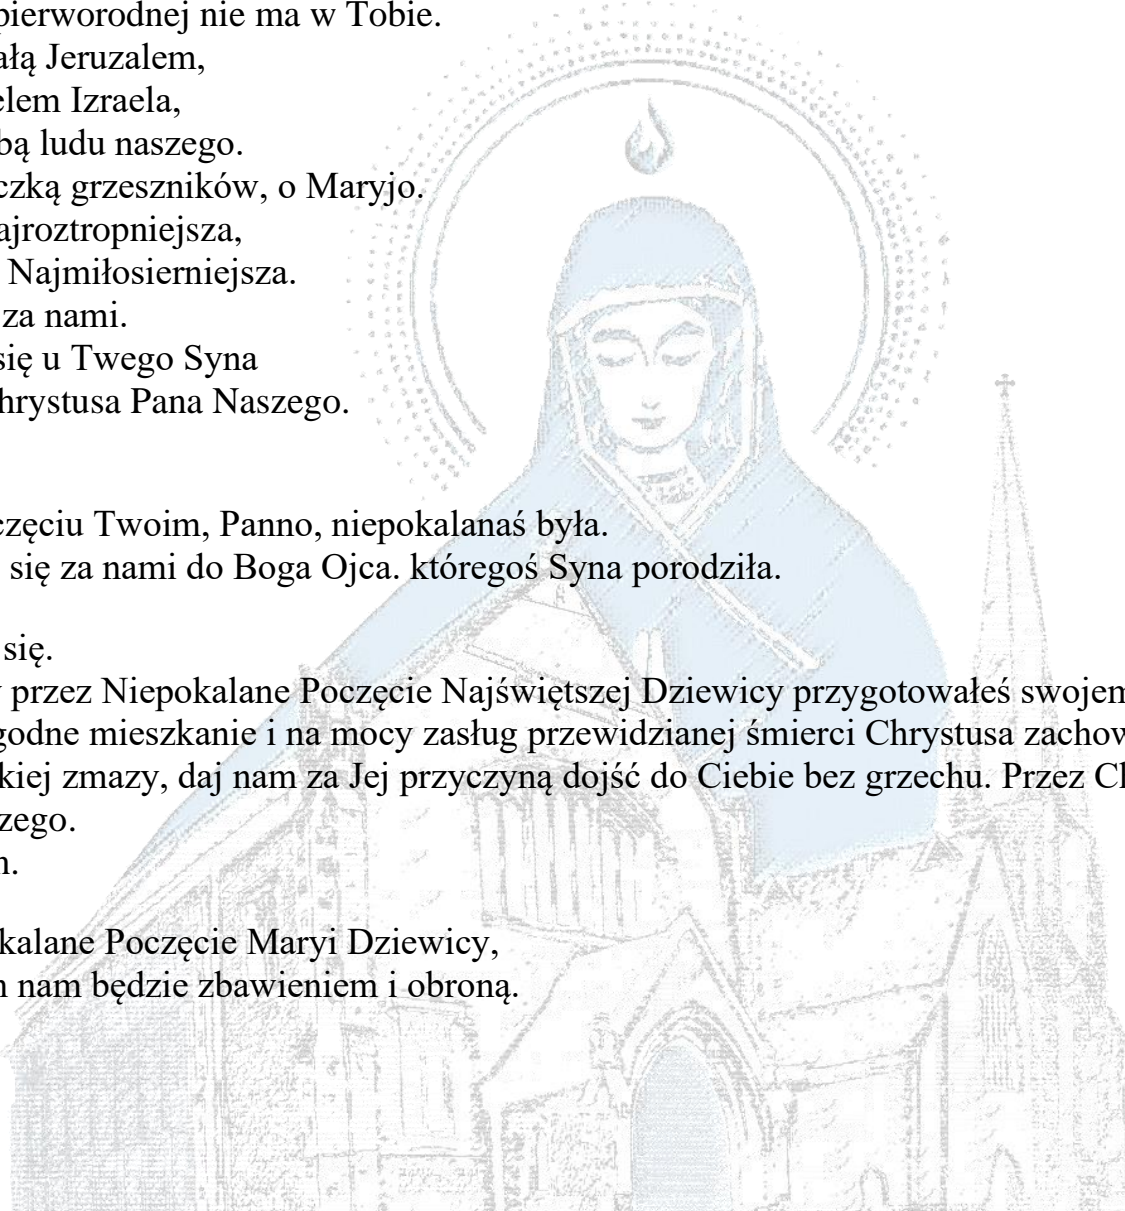 pierworodnej nie ma w Tobie.
ałą Jeruzalem,
elem Izraela,
bą ludu naszego.
czką grzeszników, o Maryjo.
ajroztropniejsza,
Najmiłosierniejsza.
za nami.
się u Twego Syna
hrystusa Pana Naszego.
częciu Twoim, Panno, niepokalanaś była.
się za nami do Boga Ojca. któregoś Syna porodziła.
się.
przez Niepokalane Poczęcie Najświętszej Dziewicy przygotowałeś swojem
godne mieszkanie i na mocy zasług przewidzianej śmierci Chrystusa zachow
kiej zmazy, daj nam za Jej przyczyną dojść do Ciebie bez grzechu. Przez Ch
zego.
n.
kalane Poczęcie Maryi Dziewicy,
h nam będzie zbawieniem i obroną.